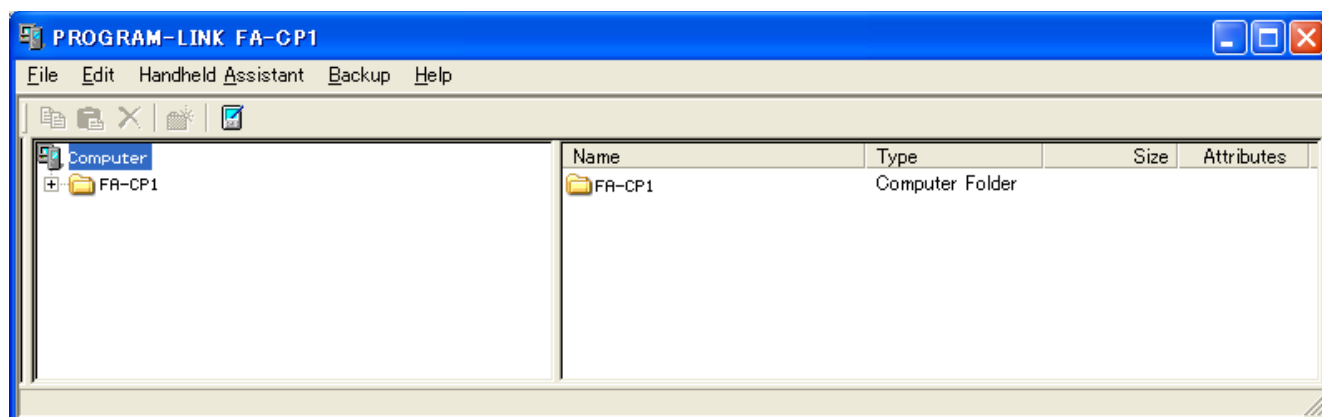 PROGRAM-LINK FA-CP1
File Edit Handheld Assistant Backup Help
Computer
FA-CP1
Name Type Size Attributes
FA-CP1 Computer Folder